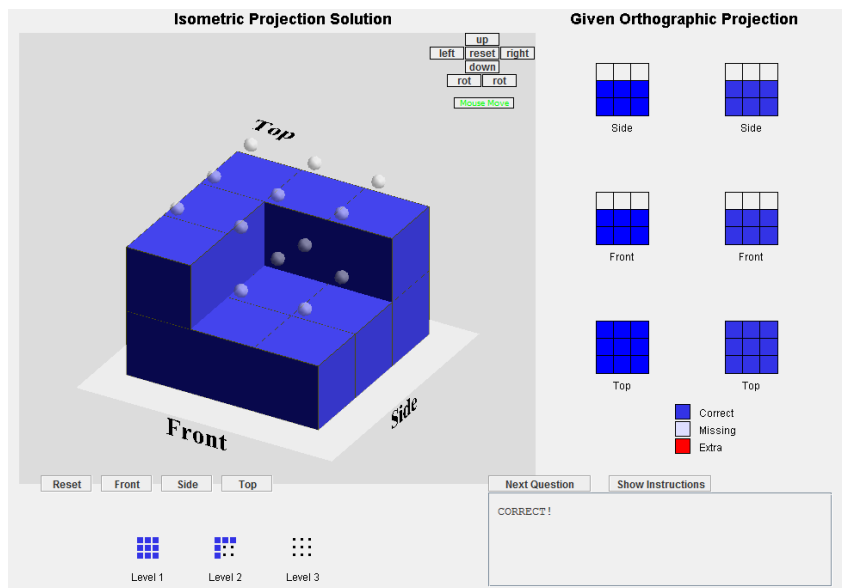 Isometric Projection Solution
Given Orthographic Projection
up
left reset right
down
rot rot
Mouse Move
Top
Side
Front
Side Side
Front Front
Top Top
Correct
Missing
Extra
Reset Front Side Top
Next Question Show Instructions
CORRECT!
Level 1 Level 2 Level 3